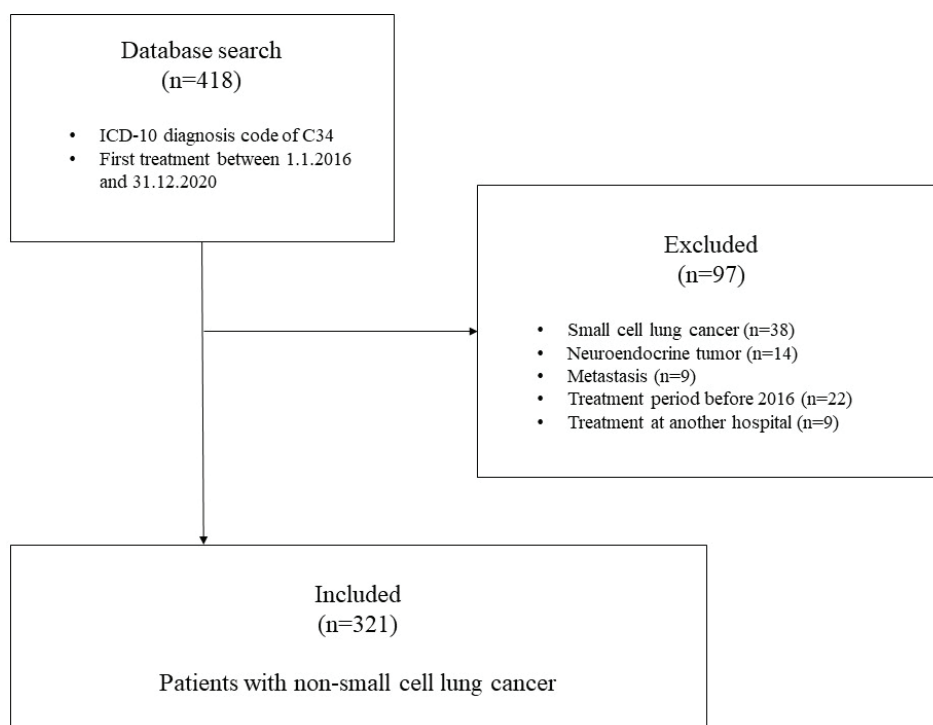 Database search
(n=418)
• ICD-10 diagnosis code of C34
• First treatment between 1.1.2016
and 31.12.2020
Excluded
(n=97)
• Small cell lung cancer (n=38)
• Neuroendocrine tumor (n=14)
• Metastasis (n=9)
• Treatment period before 2016 (n=22)
• Treatment at another hospital (n=9)
Included
(n=321)
Patients with non-small cell lung cancer